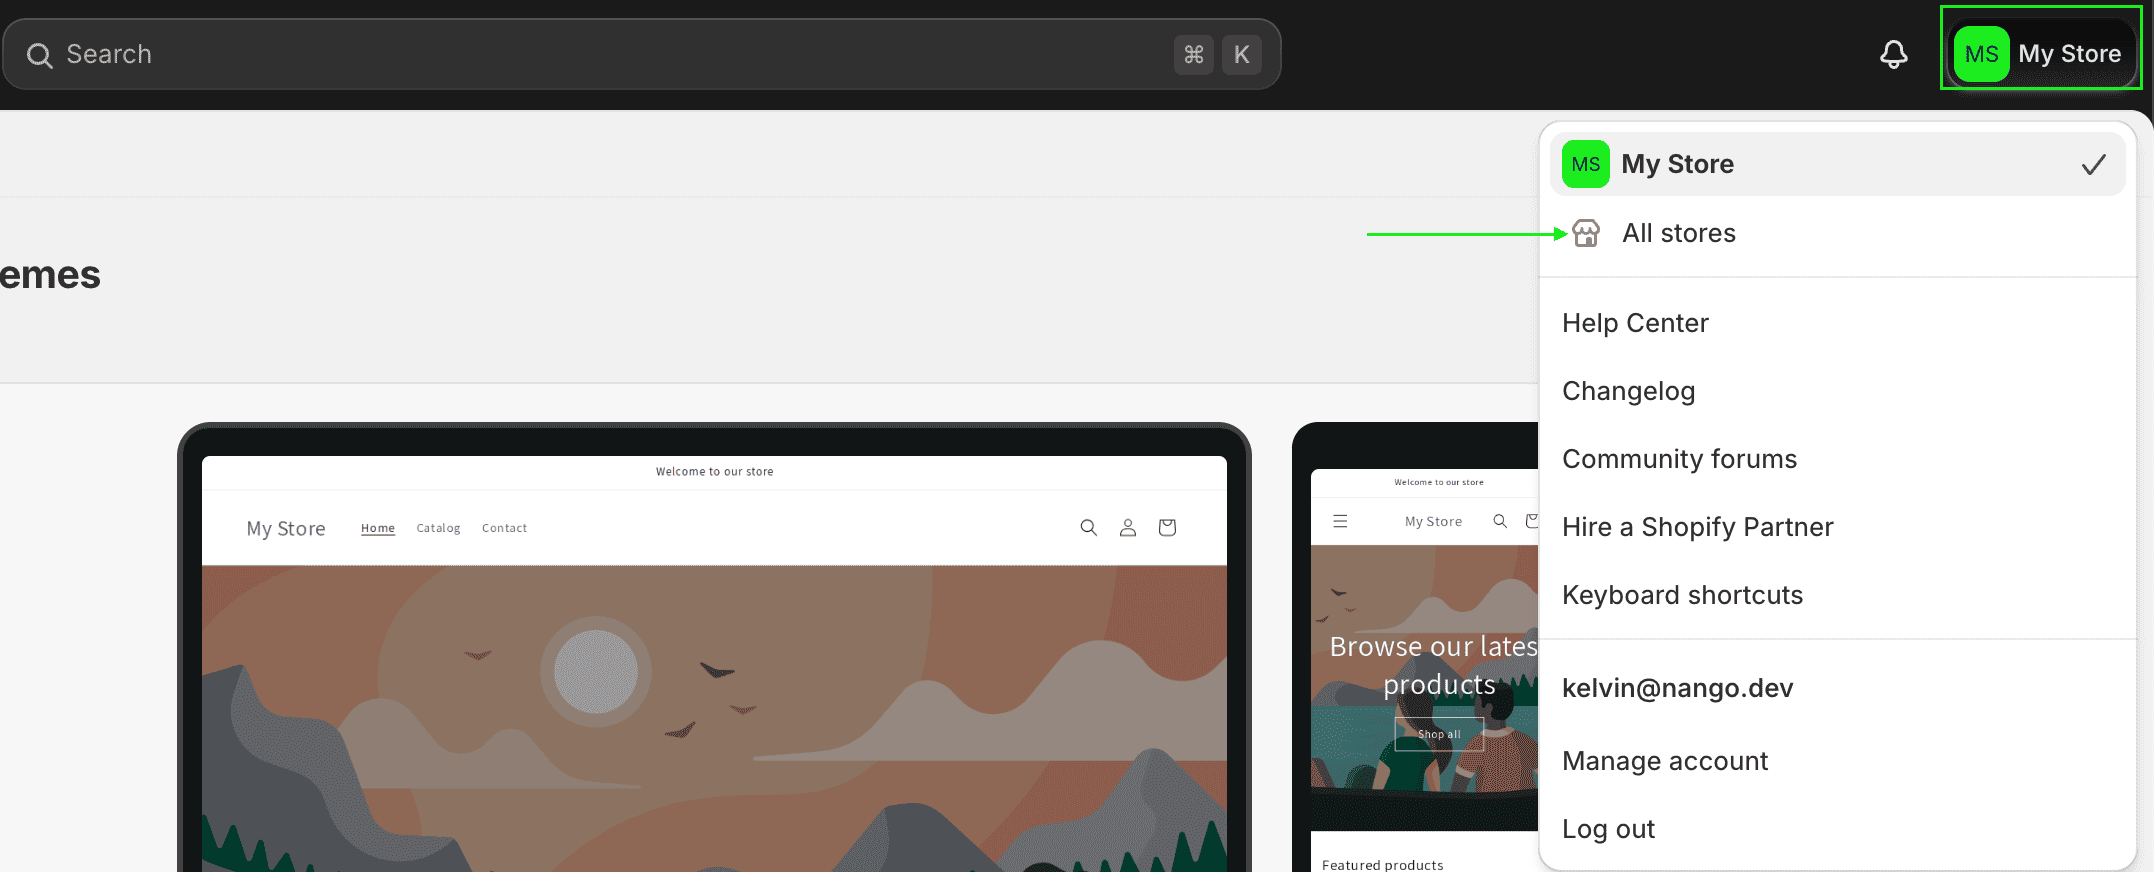 Search
⌘ K
MS My Store
MS My Store
All stores
emes
Help Center
Changelog
Community forums
Hire a Shopify Partner
Keyboard shortcuts
kelvin@nango.dev
Manage account
Log out
Welcome to our store
My Store Home Catalog Contact
Welcome to our store
My Store
Browse our lates
products
Shop all
Featured products